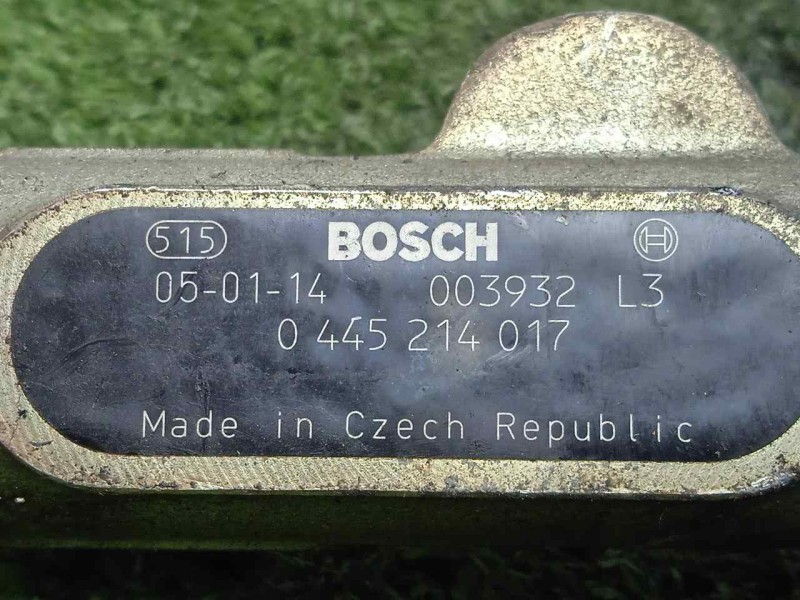 515 BOSCH
05-01-14 003932 L3
0 445 214 017
Made in Czech Republic